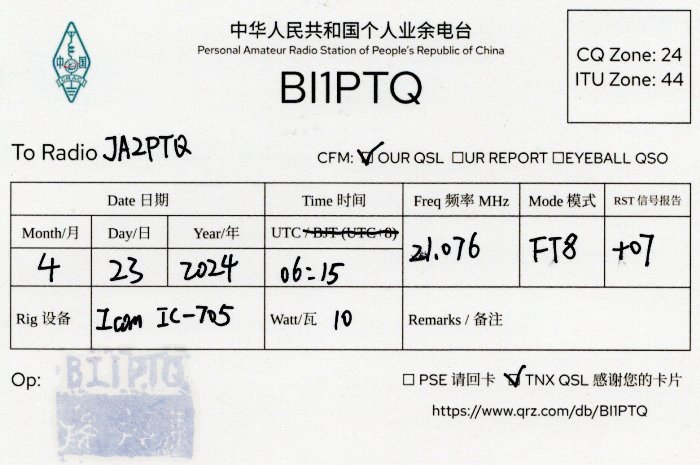 中国
CRAC
中华人民共和国个人业余电台
Personal Amateur Radio Station of People's Republic of China
BI1PTQ
CQ Zone: 24
ITU Zone: 44
To Radio JA2PTQ
CFM: ☑OUR QSL ☐UR REPORT ☐EYEBALL QSO
Date 日期 Time 时间 Freq 频率 MHz Mode 模式 RST 信号报告
Month/月 Day/日 Year/年 UTC / BJT (UTC+8) 21.076 FT8 +07
4 23 2024 06:15
Rig 设备 Icom IC-705 Watt/瓦 10 Remarks / 备注
Op: BI1PTQ
☐ PSE 请回卡 ☑ TNX QSL 感谢您的卡片
https://www.qrz.com/db/BI1PTQ